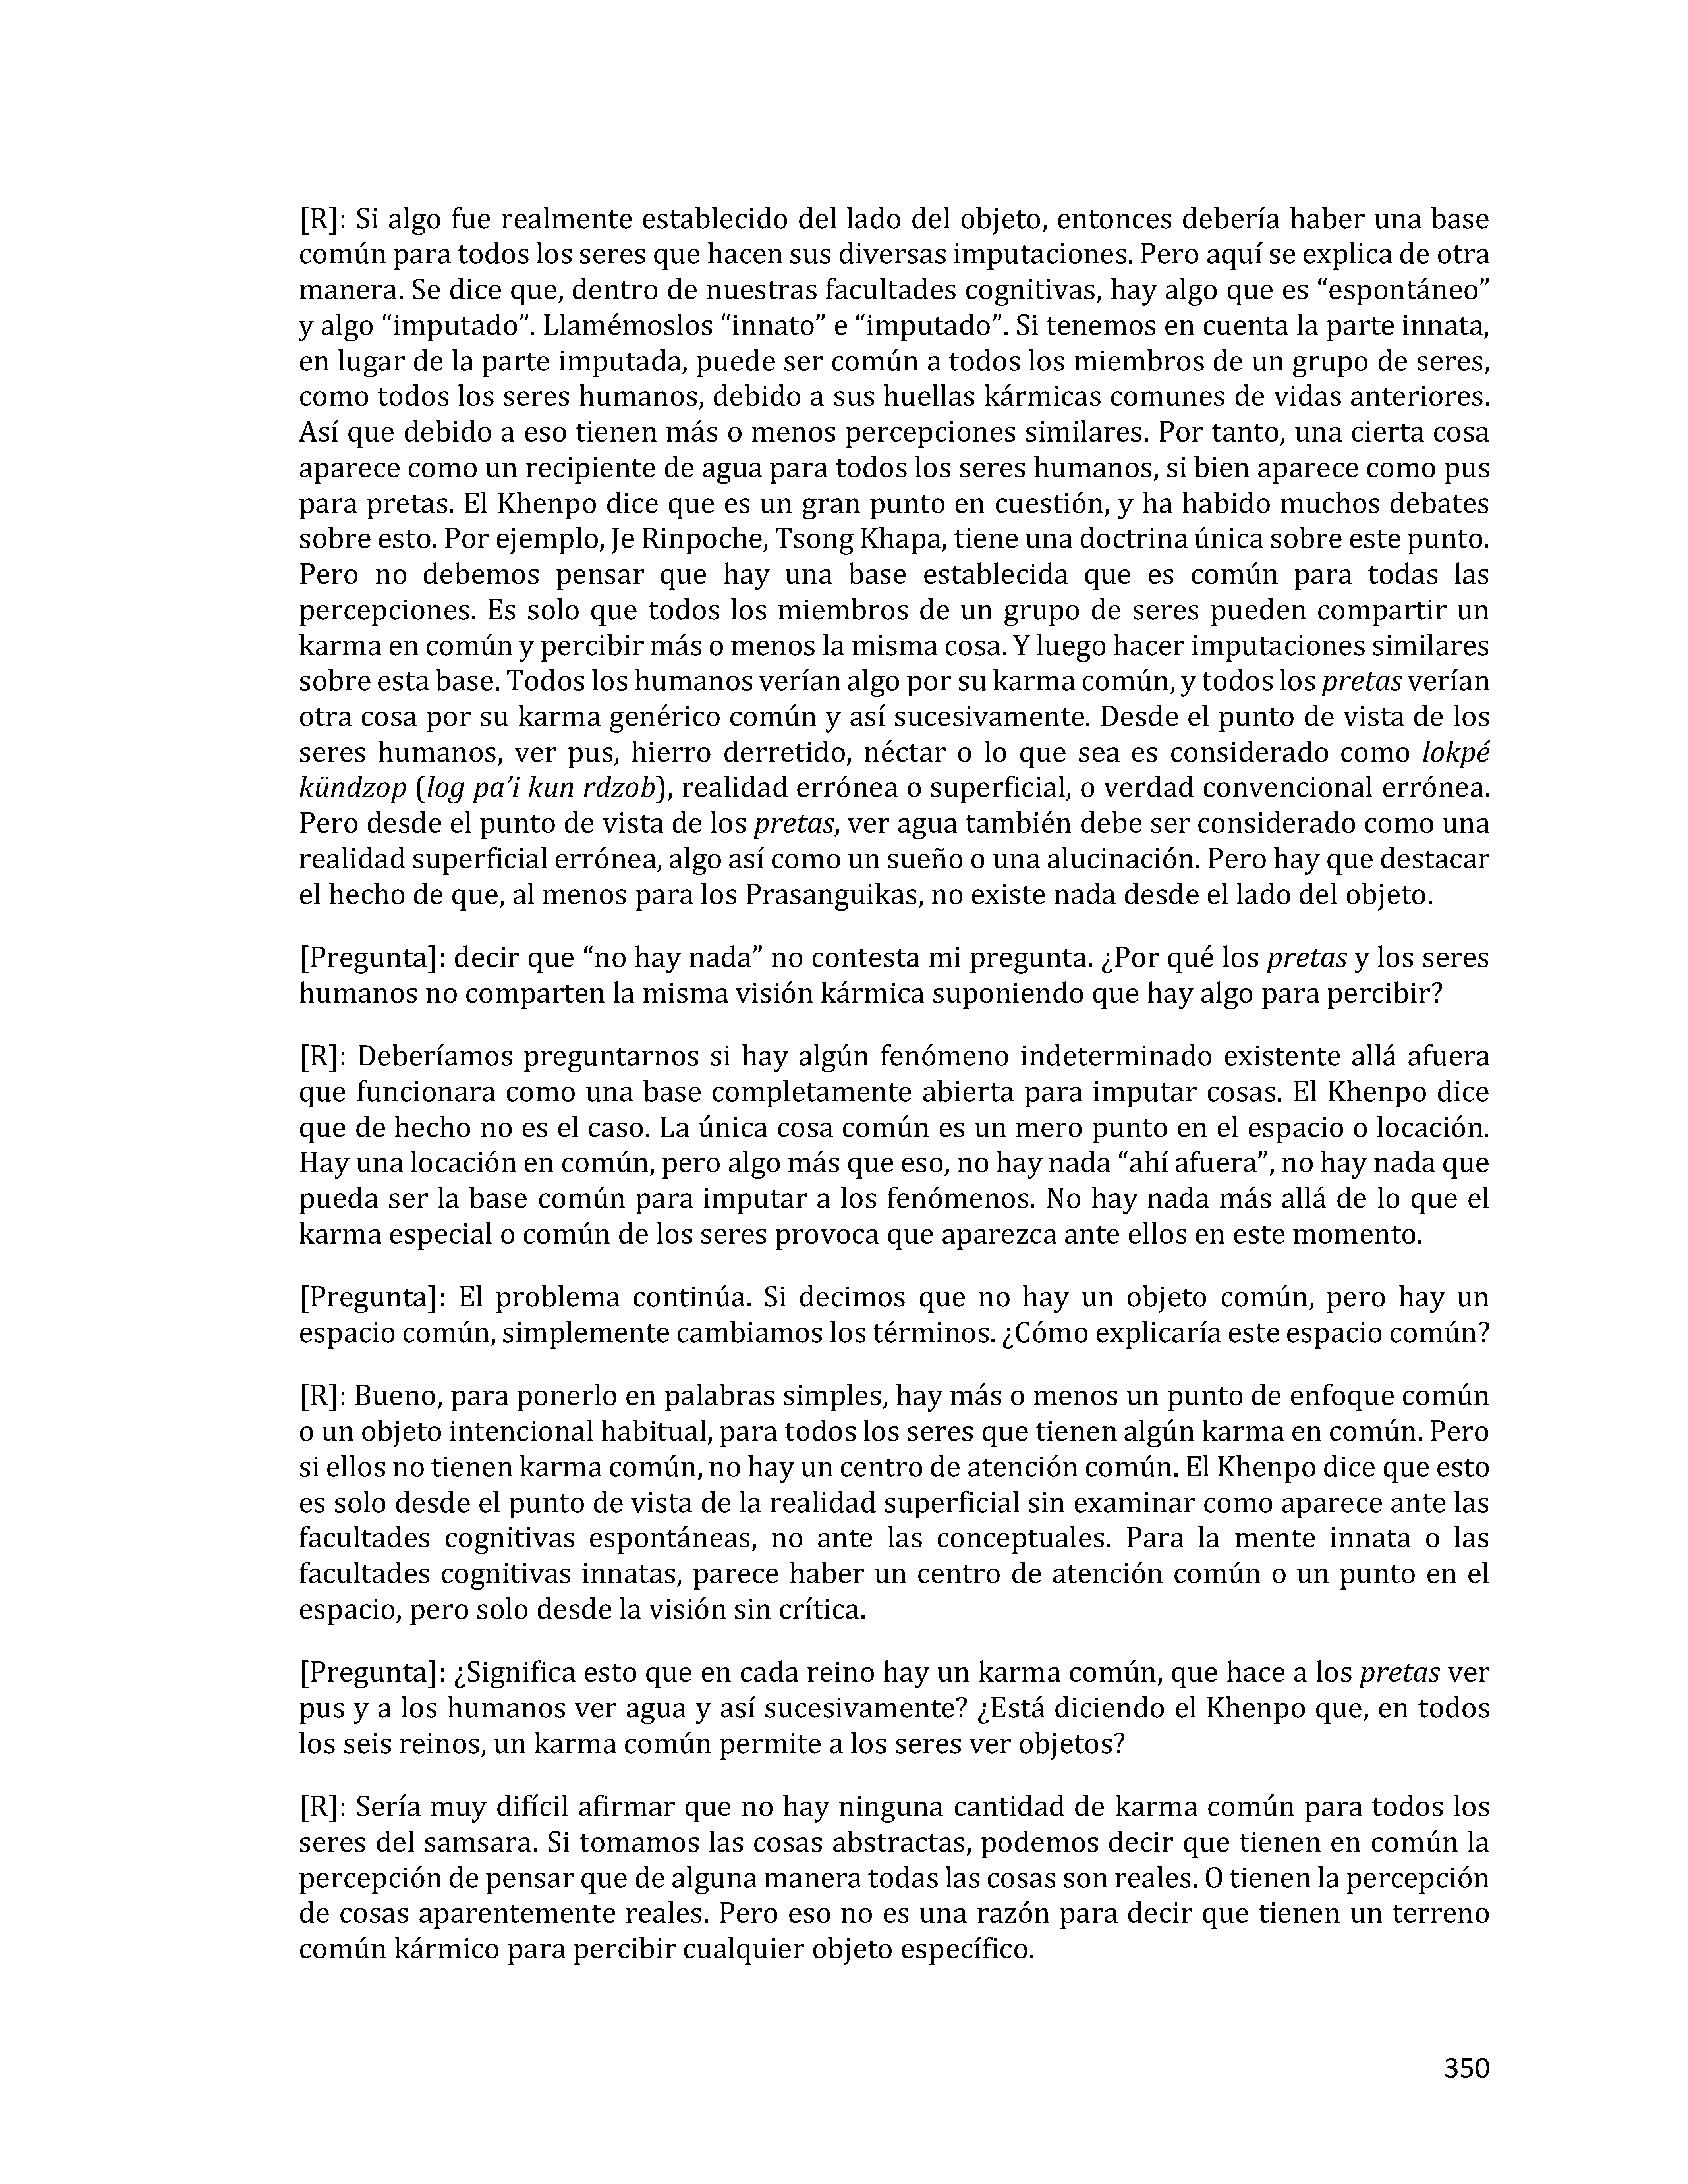 [R]: Si algo fue realmente establecido del lado del objeto, entonces debería haber una base
común para todos los seres que hacen sus diversas imputaciones. Pero aquí se explica de otra
manera. Se dice que, dentro de nuestras facultades cognitivas, hay algo que es “espontáneo”
y algo “imputado”. Llamémoslos “innato” e “imputado”. Si tenemos en cuenta la parte innata,
en lugar de la parte imputada, puede ser común a todos los miembros de un grupo de seres,
como todos los seres humanos, debido a sus huellas kármicas comunes de vidas anteriores.
Así que debido a eso tienen más o menos percepciones similares. Por tanto, una cierta cosa
aparece como un recipiente de agua para todos los seres humanos, si bien aparece como pus
para pretas. El Khenpo dice que es un gran punto en cuestión, y ha habido muchos debates
sobre esto. Por ejemplo, Je Rinpoche, Tsong Khapa, tiene una doctrina única sobre este punto.
Pero no debemos pensar que hay una base establecida que es común para todas las
percepciones. Es solo que todos los miembros de un grupo de seres pueden compartir un
karma en común y percibir más o menos la misma cosa. Y luego hacer imputaciones similares
sobre esta base. Todos los humanos verían algo por su karma común, y todos los pretas verían
otra cosa por su karma genérico común y así sucesivamente. Desde el punto de vista de los
seres humanos, ver pus, hierro derretido, néctar o lo que sea es considerado como lokpé
kündzop (log pa’i kun rdzob), realidad errónea o superficial, o verdad convencional errónea.
Pero desde el punto de vista de los pretas, ver agua también debe ser considerado como una
realidad superficial errónea, algo así como un sueño o una alucinación. Pero hay que destacar
el hecho de que, al menos para los Prasanguikas, no existe nada desde el lado del objeto.
[Pregunta]: decir que “no hay nada” no contesta mi pregunta. ¿Por qué los pretas y los seres
humanos no comparten la misma visión kármica suponiendo que hay algo para percibir?
[R]: Deberíamos preguntarnos si hay algún fenómeno indeterminado existente allá afuera
que funcionara como una base completamente abierta para imputar cosas. El Khenpo dice
que de hecho no es el caso. La única cosa común es un mero punto en el espacio o locación.
Hay una locación en común, pero algo más que eso, no hay nada “ahí afuera”, no hay nada que
pueda ser la base común para imputar a los fenómenos. No hay nada más allá de lo que el
karma especial o común de los seres provoca que aparezca ante ellos en este momento.
[Pregunta]: El problema continúa. Si decimos que no hay un objeto común, pero hay un
espacio común, simplemente cambiamos los términos. ¿Cómo explicaría este espacio común?
[R]: Bueno, para ponerlo en palabras simples, hay más o menos un punto de enfoque común
o un objeto intencional habitual, para todos los seres que tienen algún karma en común. Pero
si ellos no tienen karma común, no hay un centro de atención común. El Khenpo dice que esto
es solo desde el punto de vista de la realidad superficial sin examinar como aparece ante las
facultades cognitivas espontáneas, no ante las conceptuales. Para la mente innata o las
facultades cognitivas innatas, parece haber un centro de atención común o un punto en el
espacio, pero solo desde la visión sin crítica.
[Pregunta]: ¿Significa esto que en cada reino hay un karma común, que hace a los pretas ver
pus y a los humanos ver agua y así sucesivamente? ¿Está diciendo el Khenpo que, en todos
los seis reinos, un karma común permite a los seres ver objetos?
[R]: Sería muy difícil afirmar que no hay ninguna cantidad de karma común para todos los
seres del samsara. Si tomamos las cosas abstractas, podemos decir que tienen en común la
percepción de pensar que de alguna manera todas las cosas son reales. O tienen la percepción
de cosas aparentemente reales. Pero eso no es una razón para decir que tienen un terreno
común kármico para percibir cualquier objeto específico.
350